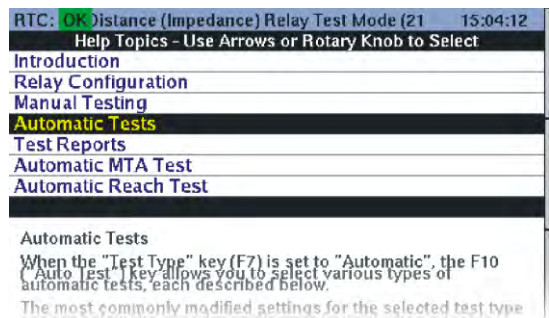 RTC: OK Distance (Impedance) Relay Test Mode (21 15:04:12
Help Topics - Use Arrows or Rotary Knob to Select
Introduction
Relay Configuration
Manual Testing
Automatic Tests
Test Reports
Automatic MTA Test
Automatic Reach Test
Automatic Tests
When the "Test Type" key (F7) is set to "Automatic", the F10
("Auto Test") key allows you to select various types of
automatic tests, each described below.
The most commonly modified settings for the selected test type